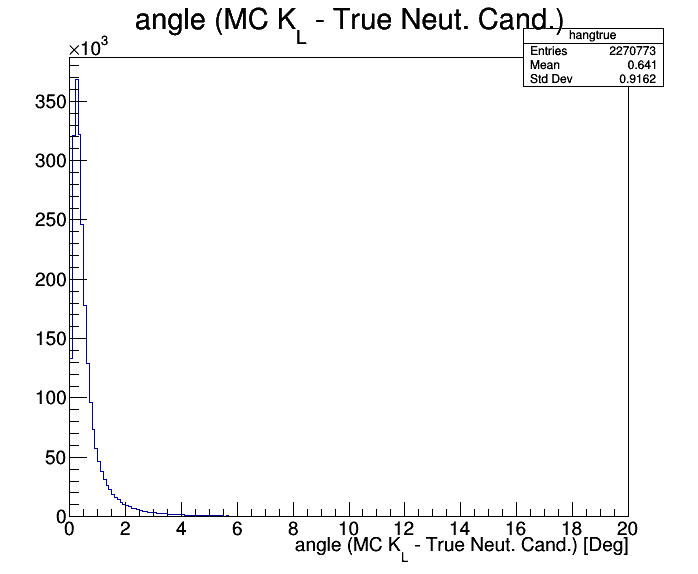 angle (MC K_L - True Neut. Cand.)
×10³
hangtrue
Entries 2270773
Mean 0.641
Std Dev 0.9162
350
300
250
200
150
100
50
0
0 2 4 6 8 10 12 14 16 18 20
angle (MC K_L - True Neut. Cand.) [Deg]